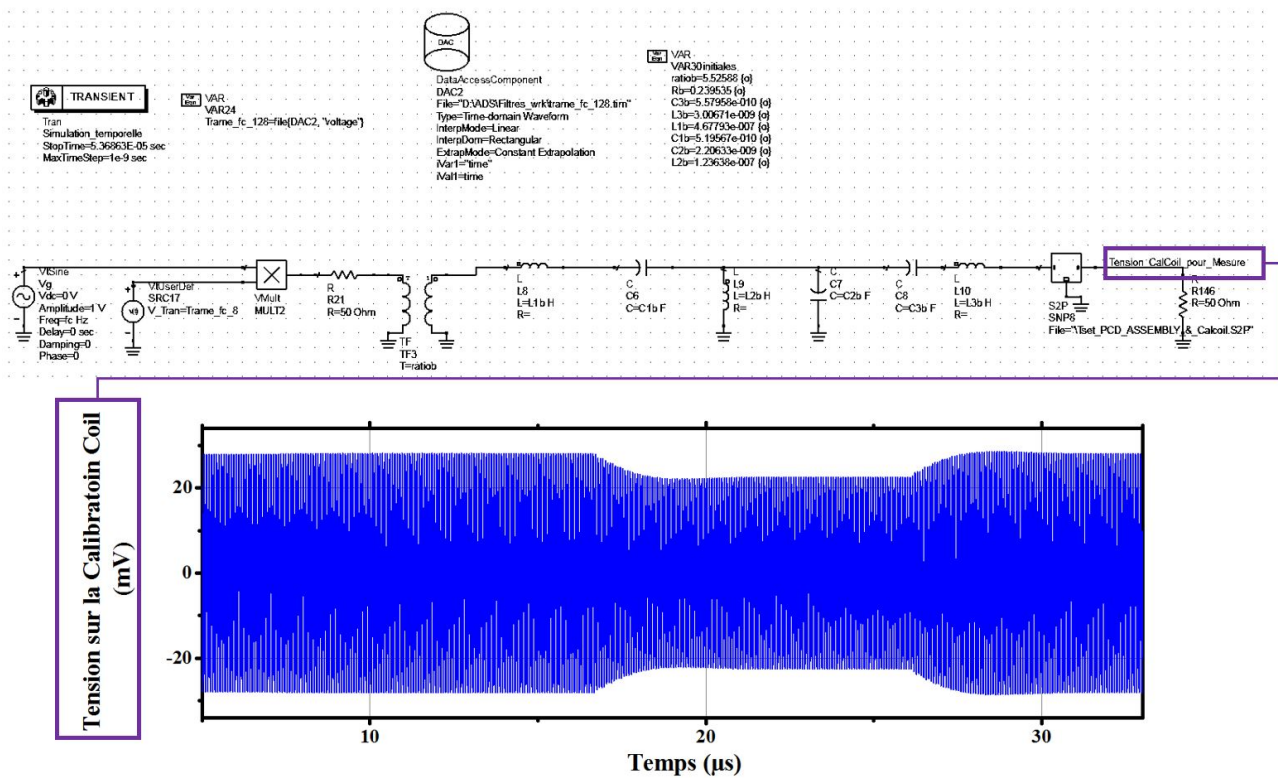 TRANSIENT
Tran
Simulation_temporelle
StopTime=5.36863E-05 sec
MaxTimeStep=1e-9 sec
Var
Eqn
VAR
VAR24
Trame_fc_128=file{DAC2, "voltage"}
DAC
DataAccessComponent
DAC2
File="D:\ADS\Filtres_wrk\trame_fc_128.tim"
Type=Time-domain Waveform
InterpMode=Linear
InterpDom=Rectangular
ExtrapMode=Constant Extrapolation
iVar1="time"
iVal1=time
Var
Eqn
VAR
VAR30initiales
ratiob=5.52588 {o}
Rb=0.239535 {o}
C3b=5.57958e-010 {o}
L3b=3.00671e-009 {o}
L1b=4.67793e-007 {o}
C1b=5.19567e-010 {o}
C2b=2.20633e-009 {o}
L2b=1.23638e-007 {o}
VtSine
Vg
Vdc=0 V
Amplitude=1 V
Freq=fc Hz
Delay=0 sec
Damping=0
Phase=0
VtUserDef
SRC17
V_Tran=Trame_fc_8
VMult
MULT2
R
R21
R=50 Ohm
TF
TF3
T=ratiob
L
L8
L=L1b H
R=
C
C6
C=C1b F
L
L9
L=L2b H
R=
C
C7
C=C2b F
C
C8
C=C3b F
L
L10
L=L3b H
R=
S2P
SNP8
File="\Tset_PCD_ASSEMBLY_&_Calcoil.S2P"
Tension_CalCoil_pour_Mesure
R
R146
R=50 Ohm
Tension sur la Calibratoin Coil
(mV)
20
0
-20
10
20
30
Temps (µs)